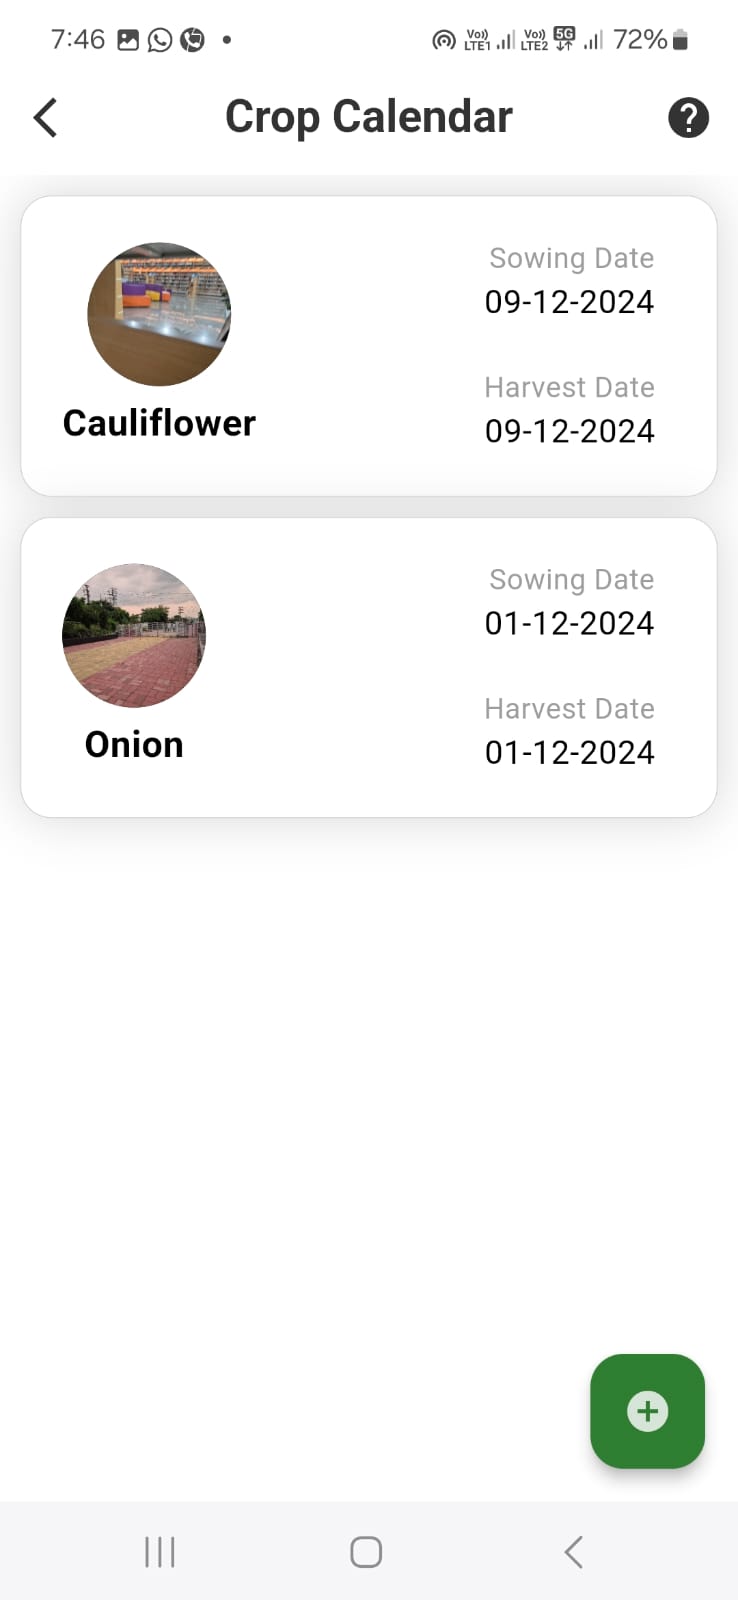 7:46 Vo)) LTE1 Vo)) LTE2 5G 72%
Crop Calendar
Sowing Date
09-12-2024
Harvest Date
09-12-2024
Cauliflower
Sowing Date
01-12-2024
Harvest Date
01-12-2024
Onion